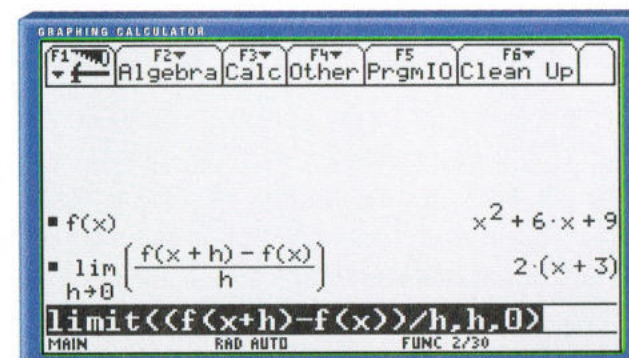 GRAPHING CALCULATOR
F1 F2 F3 F4 F5 F6
Algebra Calc Other PrgmIO Clean Up
f(x) x² + 6·x + 9
lim h→0 (f(x + h) − f(x) / h) 2·(x + 3)
limit((f(x+h)-f(x))/h,h,0)
MAIN RAD AUTO FUNC 2/30